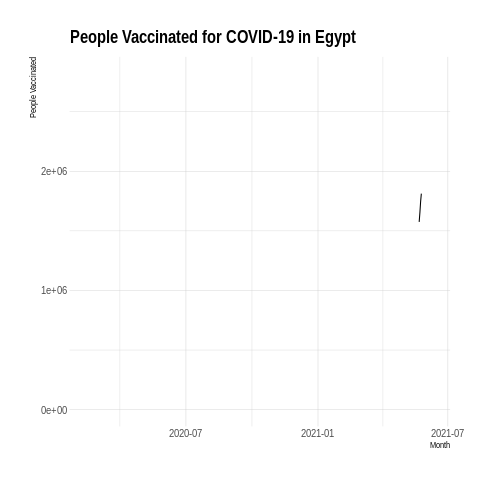 People Vaccinated for COVID-19 in Egypt
People Vaccinated
2e+06
1e+06
0e+00
2020-07 2021-01 2021-07
Month